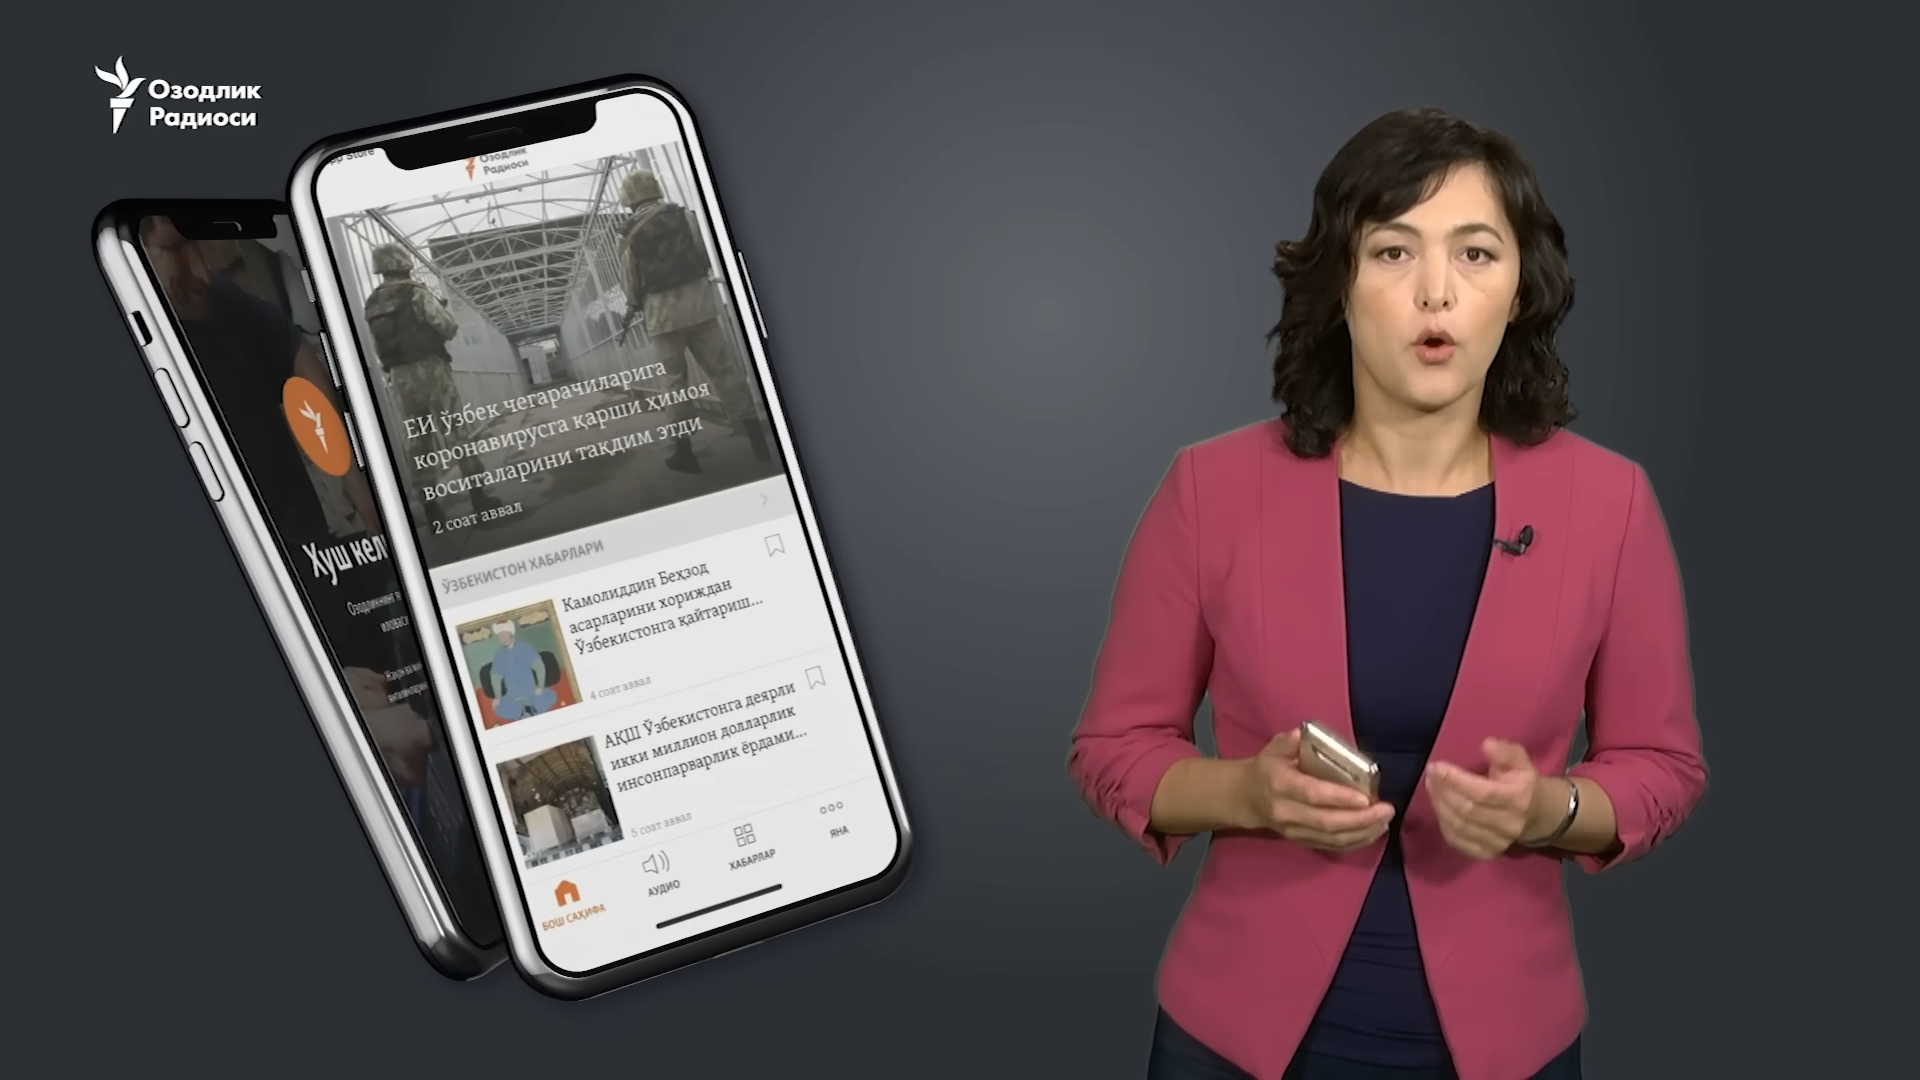 Озодлик
Радиоси
App Store
Озодлик
Радиоси
ЕИ ўзбек чегарачиларига
коронавирусга қарши ҳимоя
воситаларини тақдим этди
2 соат аввал
ЎЗБЕКИСТОН ХАБАРЛАРИ
Камолиддин Беҳзод
асарларини хориждан
Ўзбекистонга қайтариш...
4 соат аввал
АҚШ Ўзбекистонга деярли
икки миллион долларлик
инсонпарварлик ёрдами...
5 соат аввал
БОШ САҲИФА
АУДИО
ХАБАРЛАР
ЯНА
Хуш кел